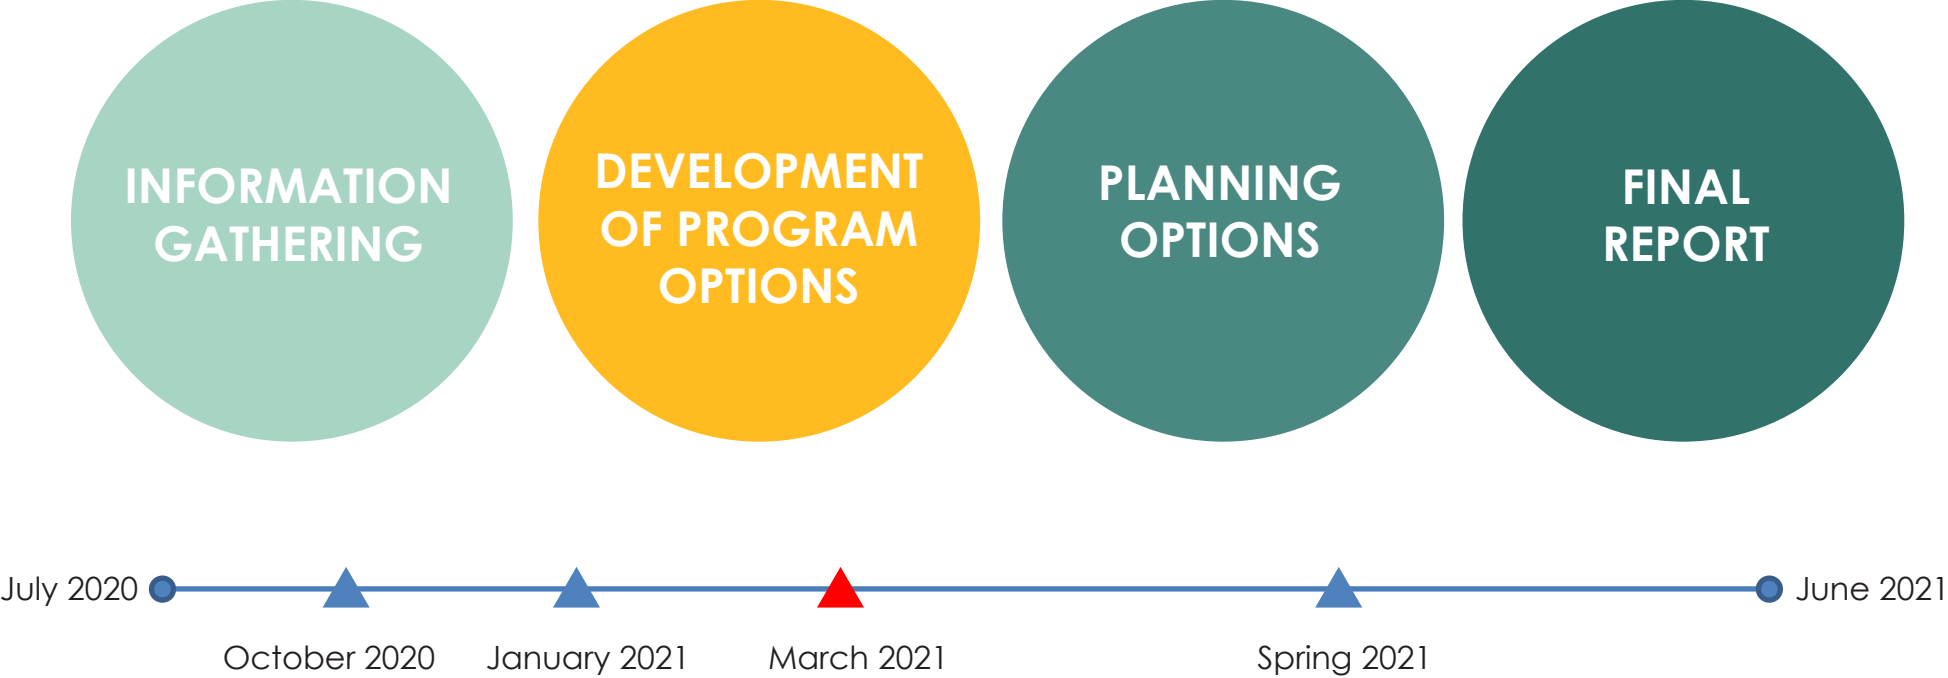 INFORMATION
GATHERING
DEVELOPMENT
OF PROGRAM
OPTIONS
PLANNING
OPTIONS
FINAL
REPORT
July 2020
June 2021
October 2020
January 2021
March 2021
Spring 2021